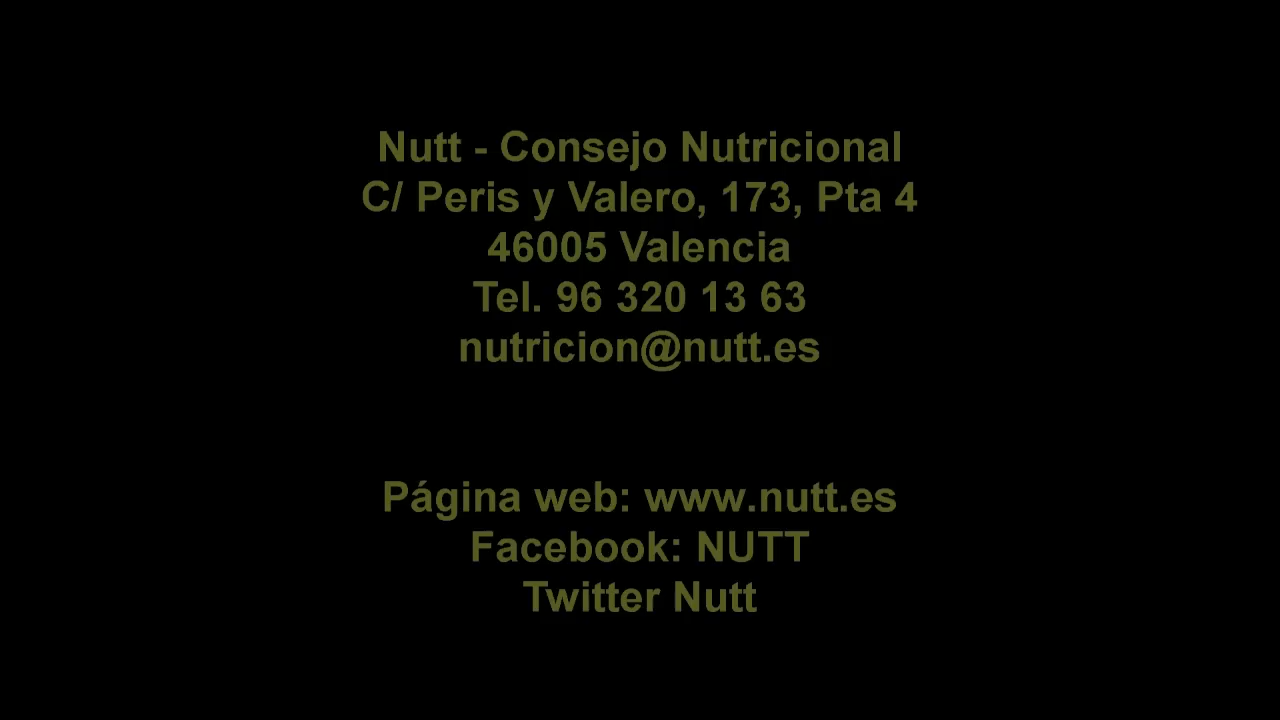 Nutt - Consejo Nutricional
C/ Peris y Valero, 173, Pta 4
46005 Valencia
Tel. 96 320 13 63
nutricion@nutt.es
Página web: www.nutt.es
Facebook: NUTT
Twitter Nutt